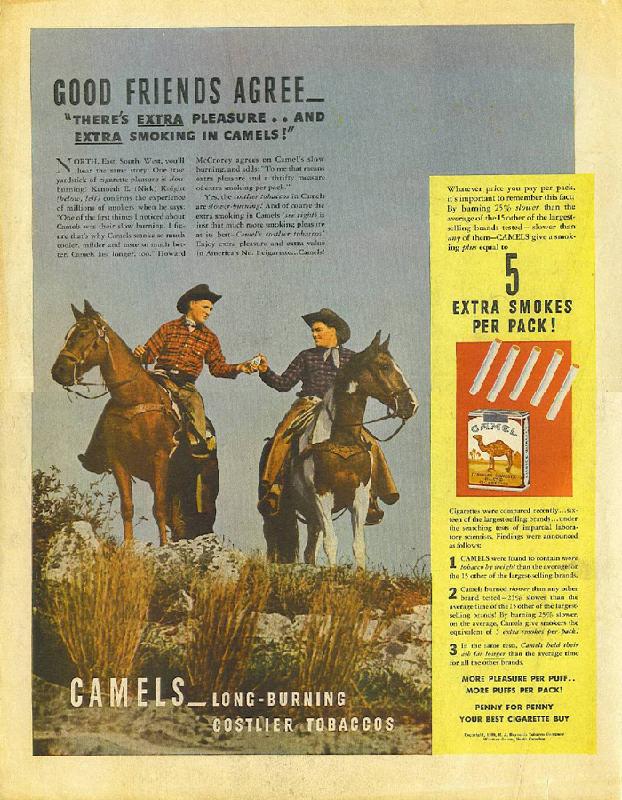 GOOD FRIENDS AGREE—
"THERE'S EXTRA PLEASURE . . AND
EXTRA SMOKING IN CAMELS!"
NORTH, East, South, West, you'll
hear the same story: One true
yardstick of cigarette pleasure is slow
burning! Kenneth E. (Nick) Knight
(below, left) confirms the experience
of millions of smokers when he says:
"One of the first things I noticed about
Camels was their slow burning. I fig-
ure that's why Camels smoke so much
cooler, milder and taste so much bet-
ter. Camels last longer, too." Howard
McCrorey agrees on Camel's slow
burning, and adds: "To me that means
extra pleasure and a thrifty measure
of extra smoking per pack."
Yes, the costlier tobaccos in Camels
are slower-burning! And of course the
extra smoking in Camels (see right) is
just that much more smoking pleasure
at its best—Camel's costlier tobaccos!
Enjoy extra pleasure and extra value
in America's No. 1 cigarette...Camels!
Whatever price you pay per pack,
it's important to remember this fact:
By burning 25% slower than the
average of the 15 other of the largest-
selling brands tested—slower than
any of them—CAMELS give a smok-
ing plus equal to
5
EXTRA SMOKES
PER PACK!
CAMEL
Cigarettes were compared recently...six-
teen of the largest-selling brands...under
the searching tests of impartial labora-
tory scientists. Findings were announced
as follows:
1 CAMELS were found to contain more
tobacco by weight than the average for
the 15 other of the largest-selling brands.
2 Camels burned slower than any other
brand tested—25% slower than the
average time of the 15 other of the largest-
selling brands! By burning 25% slower,
on the average, Camels give smokers the
equivalent of 5 extra smokes per pack.
3 In the same tests, Camels held their
ash far longer than the average time
for all the other brands.
MORE PLEASURE PER PUFF..
MORE PUFFS PER PACK!
PENNY FOR PENNY
YOUR BEST CIGARETTE BUY
R. J. Reynolds Tobacco Company
Winston-Salem, North Carolina
CAMELS—LONG-BURNING
COSTLIER TOBACCOS